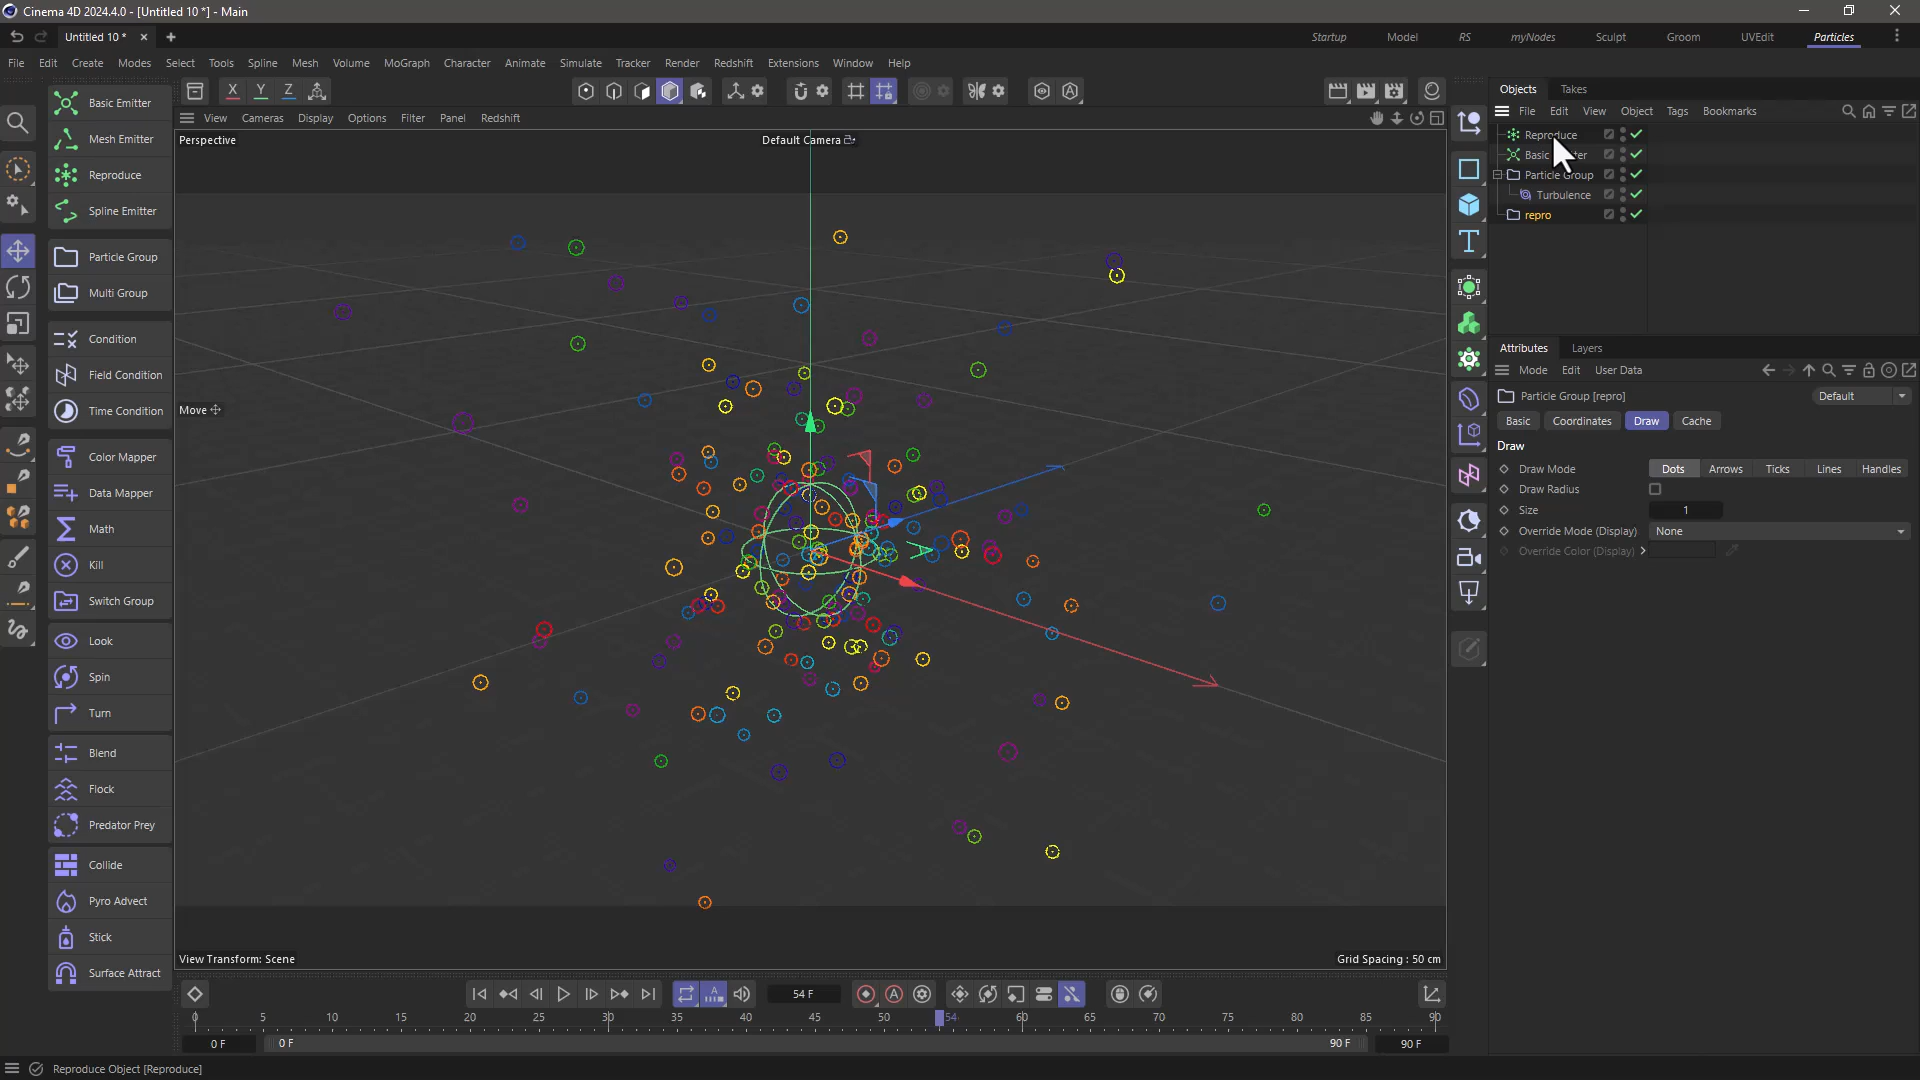 Cinema 4D 2024.4.0 - [Untitled 10 *] - Main
Untitled 10 *
Startup
Model
RS
myNodes
Sculpt
Groom
UVEdit
Particles
File Edit Create Modes Select Tools Spline Mesh Volume MoGraph Character Animate Simulate Tracker Render Redshift Extensions Window Help
X Y Z
View Cameras Display Options Filter Panel Redshift
Perspective
Default Camera
Basic Emitter
Mesh Emitter
Reproduce
Spline Emitter
Particle Group
Multi Group
Condition
Field Condition
Time Condition
Color Mapper
Data Mapper
Math
Kill
Switch Group
Look
Spin
Turn
Blend
Flock
Predator Prey
Collide
Pyro Advect
Stick
Surface Attract
Move
View Transform: Scene
Grid Spacing : 50 cm
Objects Takes
File Edit View Object Tags Bookmarks
Reproduce
Basic
Particle Group
Turbulence
repro
Attributes Layers
Mode Edit User Data
Particle Group [repro]
Default
Basic Coordinates Draw Cache
Draw
Draw Mode Dots Arrows Ticks Lines Handles
Draw Radius
Size 1
Override Mode (Display) None
Override Color (Display)
54 F
0 5 10 15 20 25 30 35 40 45 50 54 60 65 70 75 80 85 90
0 F 0 F 90 F 90 F
Reproduce Object [Reproduce]